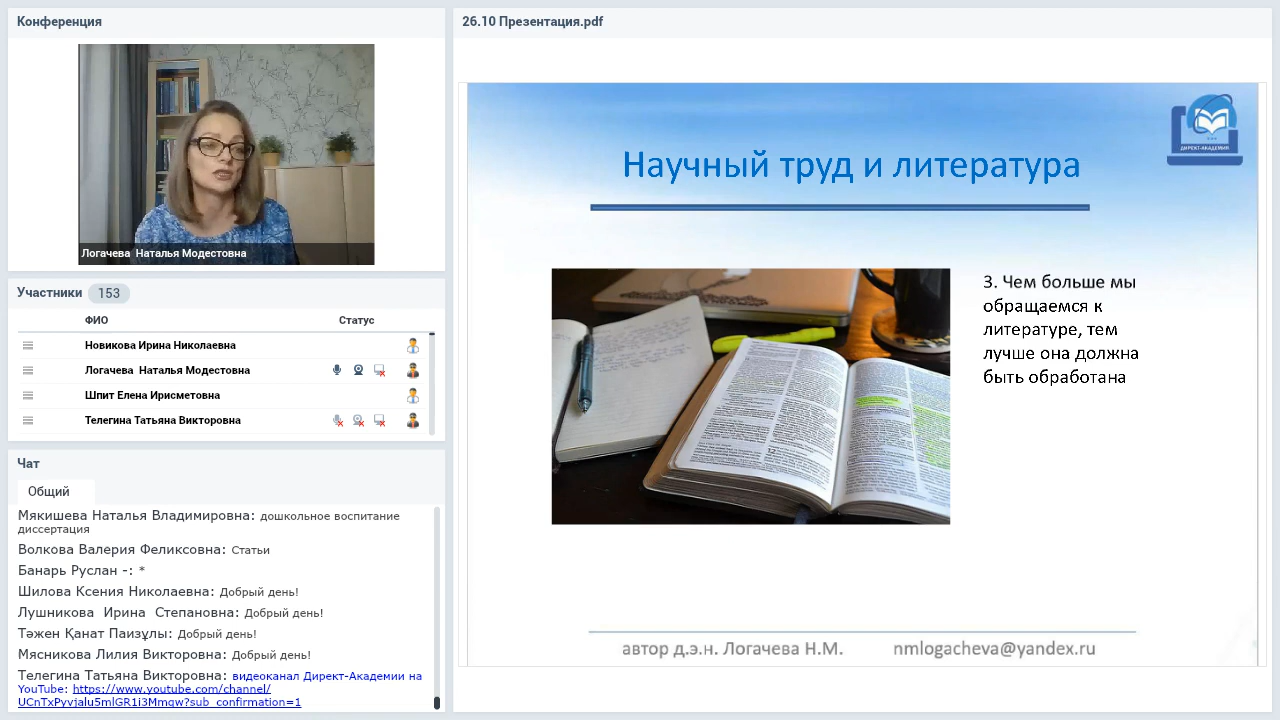 Конференция
Логачева  Наталья Модестовна
Участники 153
ФИО Статус
Новикова Ирина Николаевна
Логачева  Наталья Модестовна
Шпит Елена Ирисметовна
Телегина Татьяна Викторовна
Чат
Общий
Мякишева Наталья Владимировна: дошкольное воспитание
диссертация
Волкова Валерия Феликсовна: Статьи
Банарь Руслан -: *
Шилова Ксения Николаевна: Добрый день!
Лушникова  Ирина  Степановна: Добрый день!
Тәжен Қанат Паизұлы: Добрый день!
Мясникова Лилия Викторовна: Добрый день!
Телегина Татьяна Викторовна: видеоканал Директ-Академии на
YouTube: https://www.youtube.com/channel/
UCnTxPyvjalu5mlGR1i3Mmqw?sub_confirmation=1
26.10 Презентация.pdf
ДИРЕКТ-АКАДЕМИЯ
Научный труд и литература
3. Чем больше мы
обращаемся к
литературе, тем
лучше она должна
быть обработана
автор д.э.н. Логачева Н.М. nmlogacheva@yandex.ru